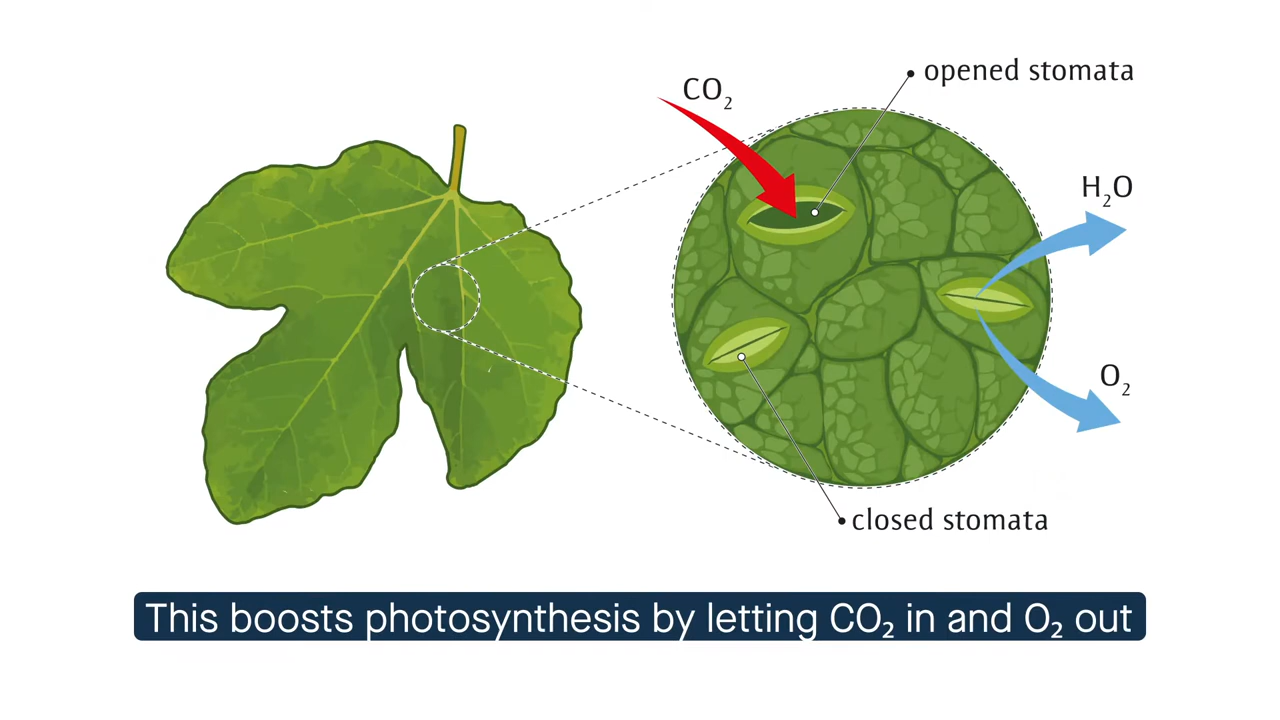 opened stomata
CO₂
H₂O
O₂
closed stomata
This boosts photosynthesis by letting CO₂ in and O₂ out